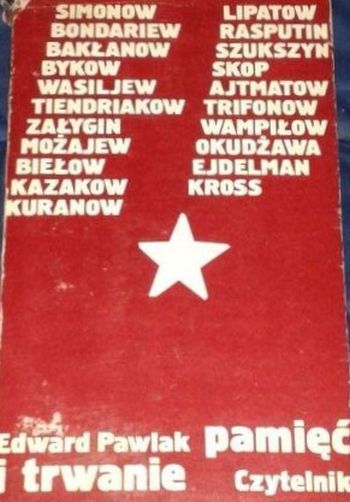 SIMONOW
BONDARIEW
BAKŁANOW
BYKOW
WASILJEW
TIENDRIAKOW
ZAŁYGIN
MOŻAJEW
BIEŁOW
KAZAKOW
KURANOW
LIPATOW
RASPUTIN
SZUKSZYN
SKOP
AJTMATOW
TRIFONOW
WAMPIŁOW
OKUDŻAWA
EJDELMAN
KROSS
Edward Pawlak pamięć
i trwanie Czytelnik